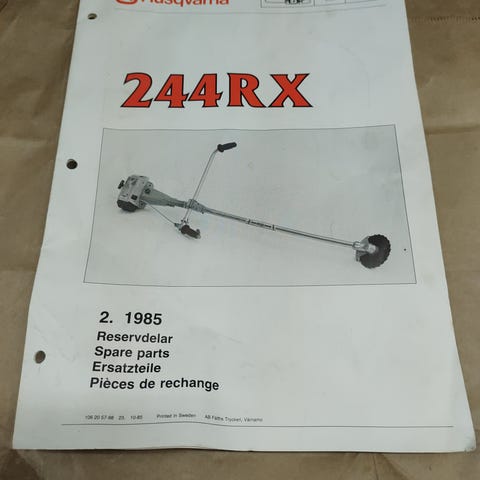 Husqvarna
244RX
2. 1985
Reservdelar
Spare parts
Ersatzteile
Pièces de rechange
Printed in Sweden